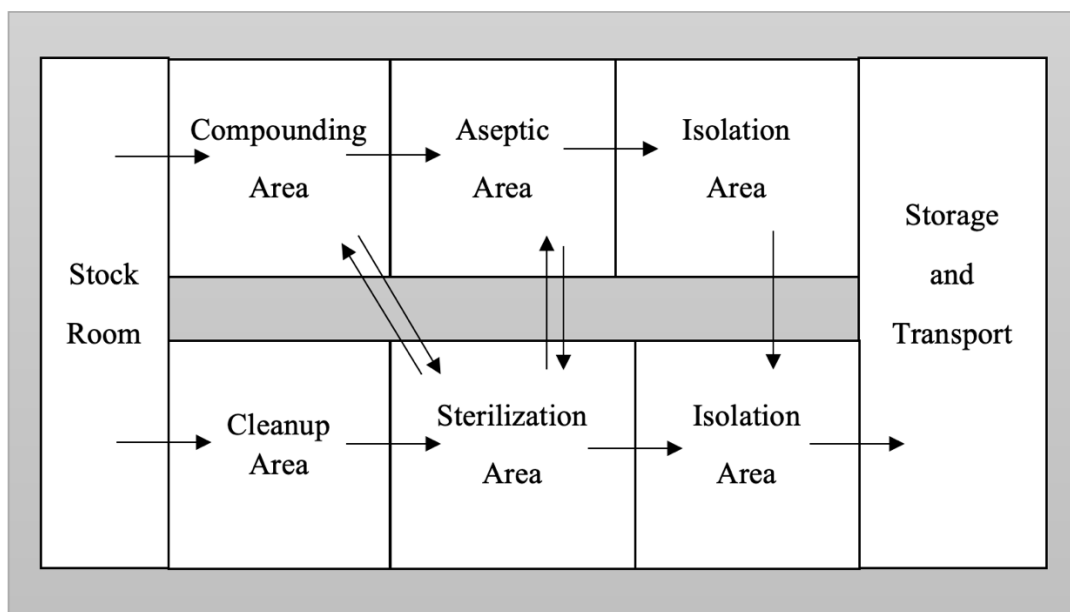 Compounding
Area
Aseptic
Area
Isolation
Area
Storage
and
Transport
Stock
Room
Cleanup
Area
Sterilization
Area
Isolation
Area